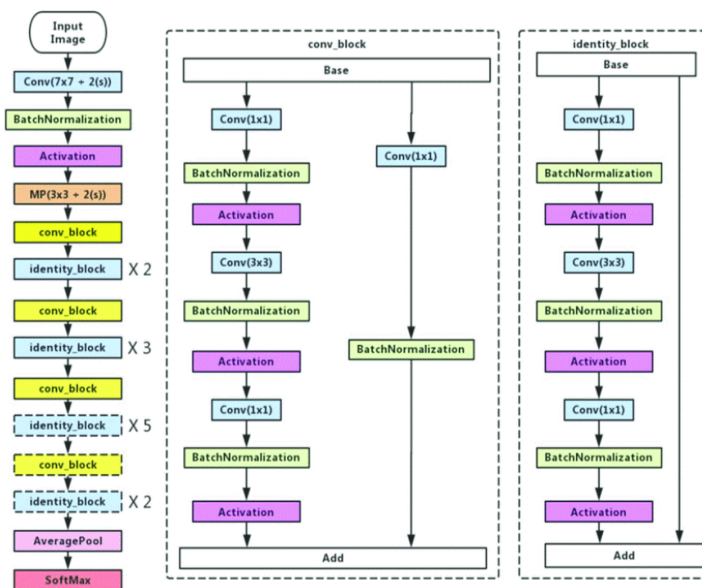 Input
Image
Conv(7x7 + 2(s))
BatchNormalization
Activation
MP(3x3 + 2(s))
conv_block
identity_block X 2
conv_block
identity_block X 3
conv_block
identity_block X 5
conv_block
identity_block X 2
AveragePool
SoftMax
conv_block
Base
Conv(1x1)
BatchNormalization
Activation
Conv(3x3)
BatchNormalization
Activation
Conv(1x1)
BatchNormalization
Activation
Conv(1x1)
BatchNormalization
Add
identity_block
Base
Conv(1x1)
BatchNormalization
Activation
Conv(3x3)
BatchNormalization
Activation
Conv(1x1)
BatchNormalization
Activation
Add